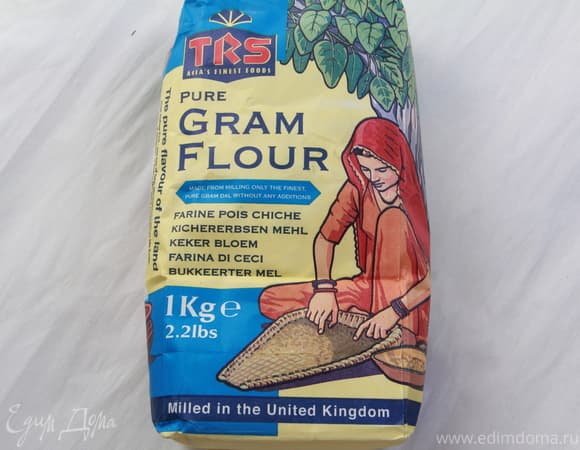 TRS
ASIA'S FINEST FOODS
PURE
GRAM
FLOUR
MADE FROM MILLING ONLY THE FINEST,
PURE GRAM DAL WITHOUT ANY ADDITIONS
FARINE POIS CHICHE
KICHERERBSEN MEHL
KEKER BLOEM
FARINA DI CECI
BUKKEERTER MEL
1Kg e
2.2lbs
Milled in the United Kingdom
The pure flavour of the land
Едим Дома
www.edimdoma.ru